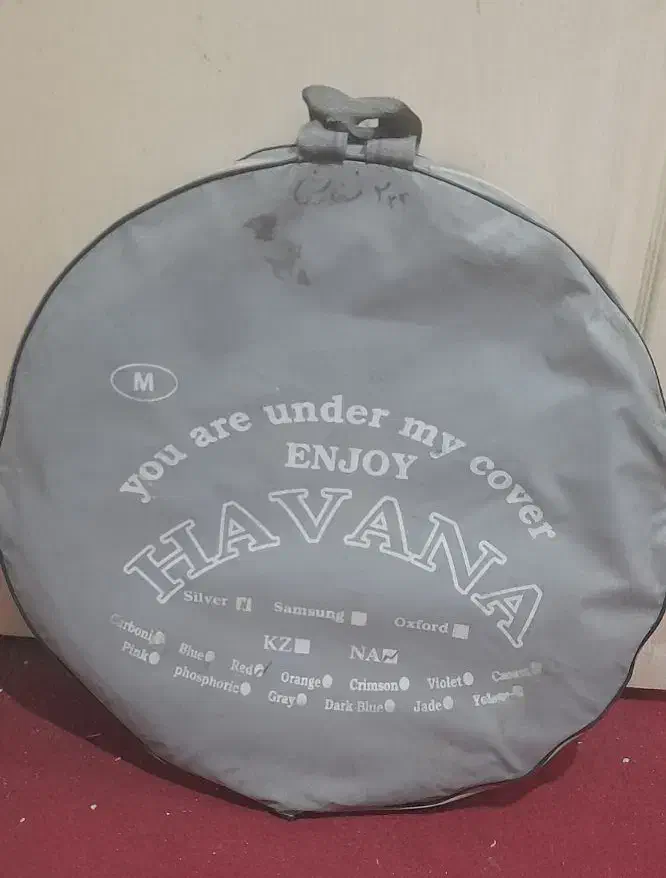 M
you are under my cover
ENJOY
HAVANA
Silver Samsung Oxford
KZ NA
Carboni Blue Red Orange Crimson Violet
Pink phosphoric Gray Dark Blue Jade